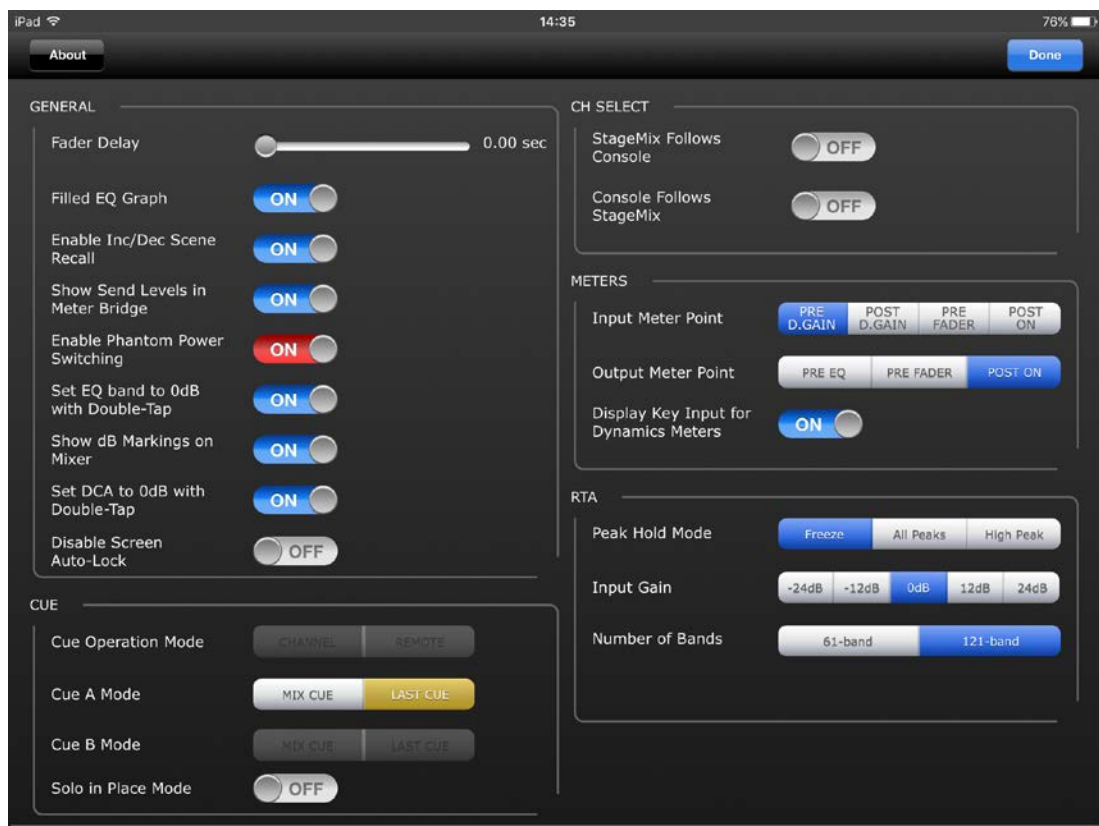 iPad 14:35 76%
About Done
GENERAL
Fader Delay 0.00 sec
Filled EQ Graph ON
Enable Inc/Dec Scene
Recall ON
Show Send Levels in
Meter Bridge ON
Enable Phantom Power
Switching ON
Set EQ band to 0dB
with Double-Tap ON
Show dB Markings on
Mixer ON
Set DCA to 0dB with
Double-Tap ON
Disable Screen
Auto-Lock OFF
CUE
Cue Operation Mode CHANNEL REMOTE
Cue A Mode MIX CUE LAST CUE
Cue B Mode MIX CUE LAST CUE
Solo in Place Mode OFF
CH SELECT
StageMix Follows
Console OFF
Console Follows
StageMix OFF
METERS
Input Meter Point PRE D.GAIN POST D.GAIN PRE FADER POST ON
Output Meter Point PRE EQ PRE FADER POST ON
Display Key Input for
Dynamics Meters ON
RTA
Peak Hold Mode Freeze All Peaks High Peak
Input Gain -24dB -12dB 0dB 12dB 24dB
Number of Bands 61-band 121-band